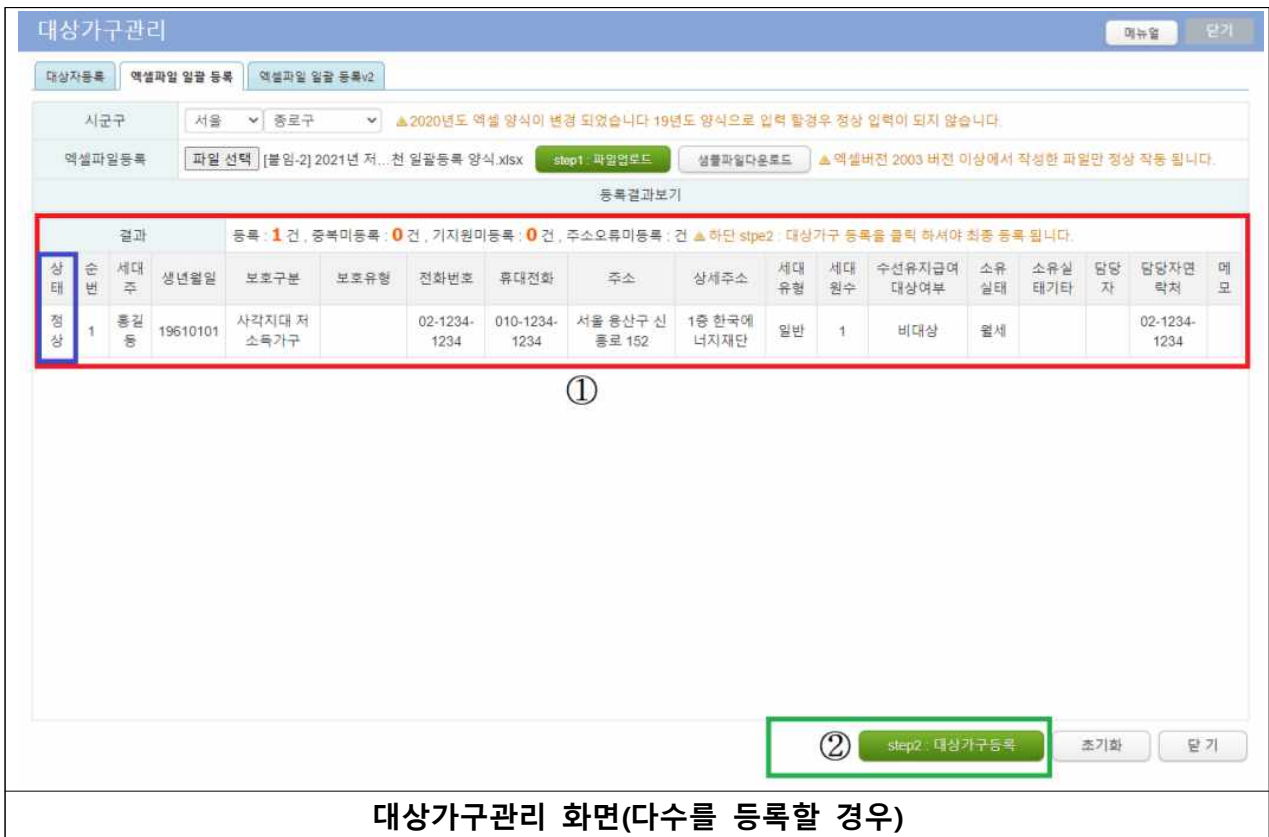 대상가구관리 메뉴얼 닫기
대상자등록 엑셀파일 일괄 등록 엑셀파일 일괄 등록v2
시군구 서울 종로구 ▲2020년도 엑셀 양식이 변경 되었습니다 19년도 양식으로 입력 할경우 정상 입력이 되지 않습니다.
엑셀파일등록 파일 선택 [붙임-2] 2021년 저...천 일괄등록 양식.xlsx step1 : 파일업로드 샘플파일다운로드 ▲엑셀버전 2003 버전 이상에서 작성한 파일만 정상 작동 됩니다.
등록결과보기
결과 등록 : 1 건 , 중복미등록 : 0 건 , 기지원미등록 : 0 건 , 주소오류미등록 : 건 ▲하단 stpe2 : 대상가구 등록을 클릭 하셔야 최종 등록 됩니다.
상태 순번 세대주 생년월일 보호구분 보호유형 전화번호 휴대전화 주소 상세주소 세대유형 세대원수 수선유지급여대상여부 소유실태 소유실태기타 담당자 담당자연락처 메모
정상 1 홍길동 19610101 사각지대 저소득가구 02-1234-1234 010-1234-1234 서울 용산구 신흥로 152 1층 한국에너지재단 일반 1 비대상 월세 02-1234-1234
①
② step2 : 대상가구등록 초기화 닫 기
대상가구관리 화면(다수를 등록할 경우)